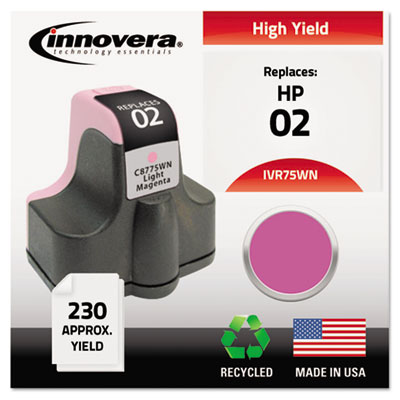 innovera®
technology essentials
High Yield
Replaces:
HP
02
IVR75WN
REPLACES
02
C8775WN
Light
Magenta
230
APPROX.
YIELD
RECYCLED
MADE IN USA